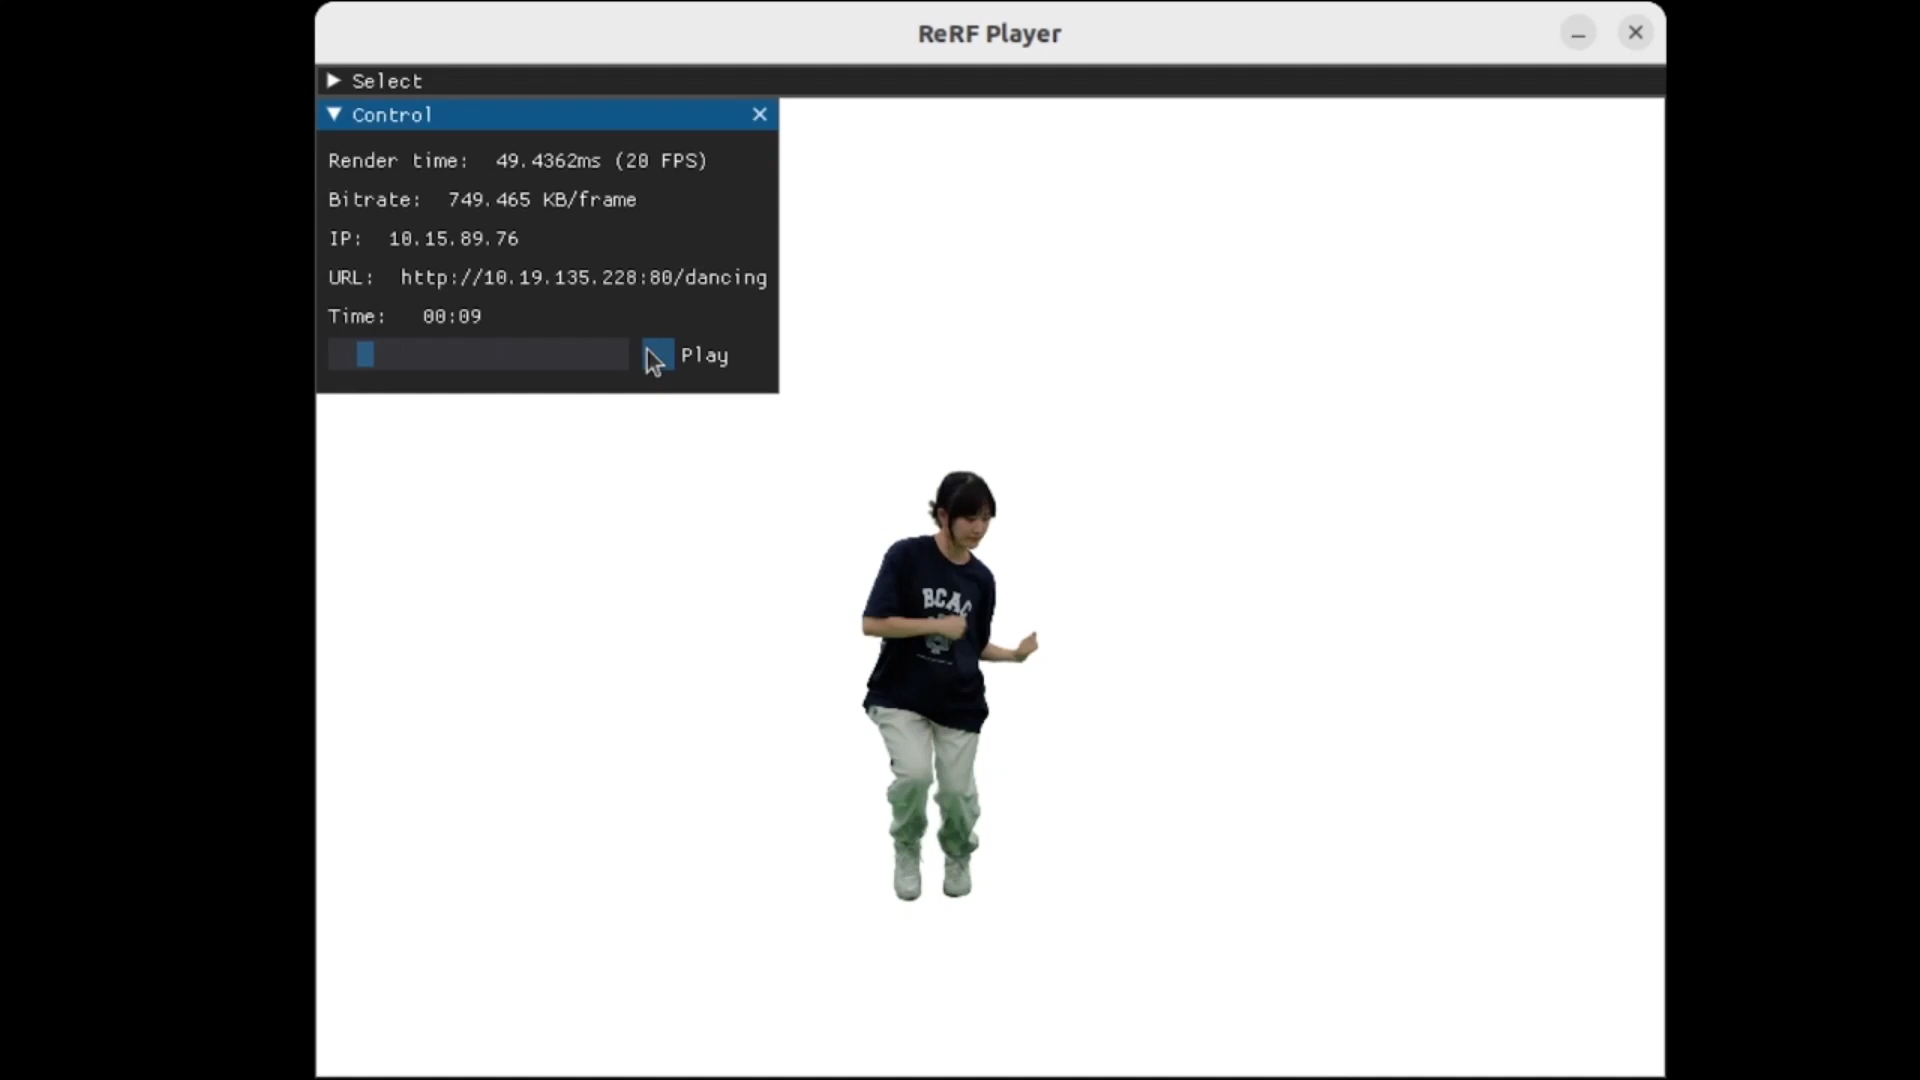 ReRF Player
Select
Control
Render time: 49.4362ms (20 FPS)
Bitrate: 749.465 KB/frame
IP: 10.15.89.76
URL: http://10.19.135.228:80/dancing
Time: 00:09
Play
BCAC